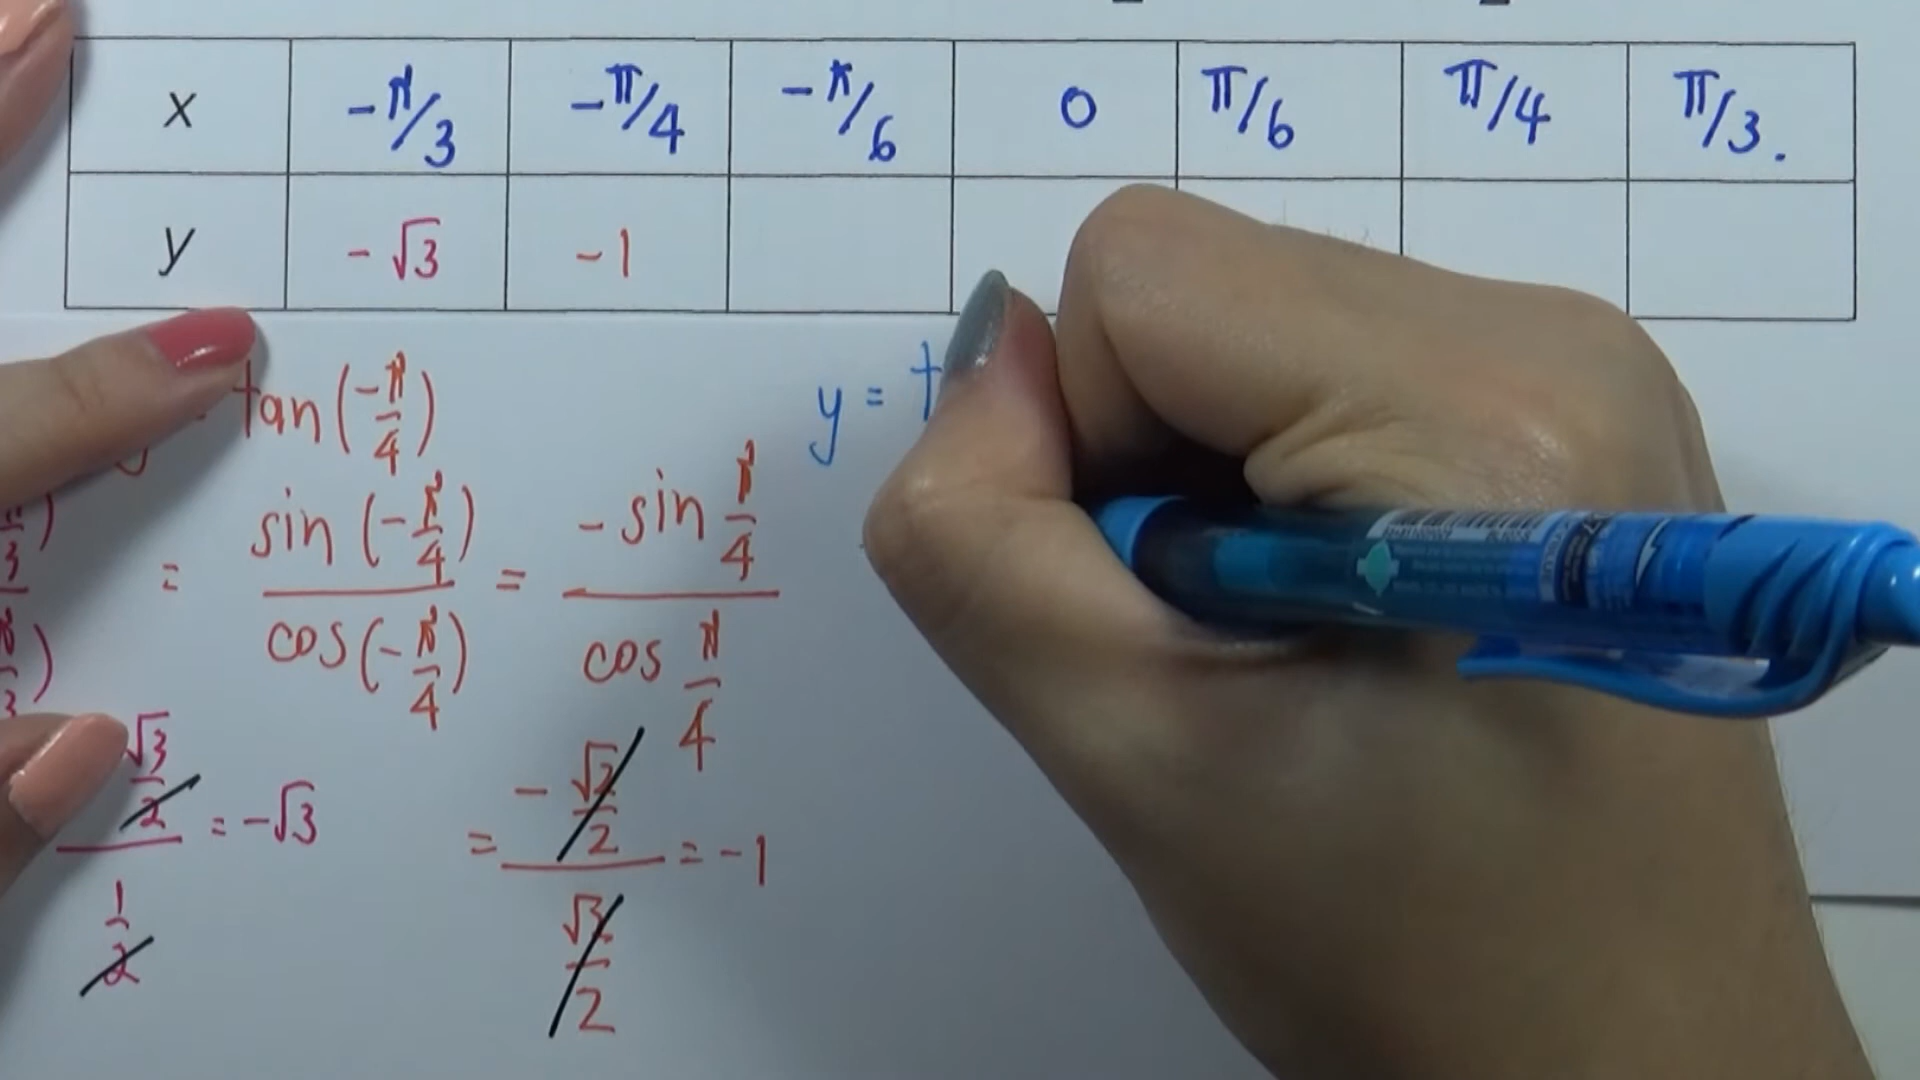 x -π/3 -π/4 -π/6 0 π/6 π/4 π/3.
y -√3 -1
tan(-π/4)
y = t
= sin(-π/4)/cos(-π/4) = -sin π/4 / cos π/4
√3/2 / 1/2 = -√3
= -√2/2 / √2/2 = -1